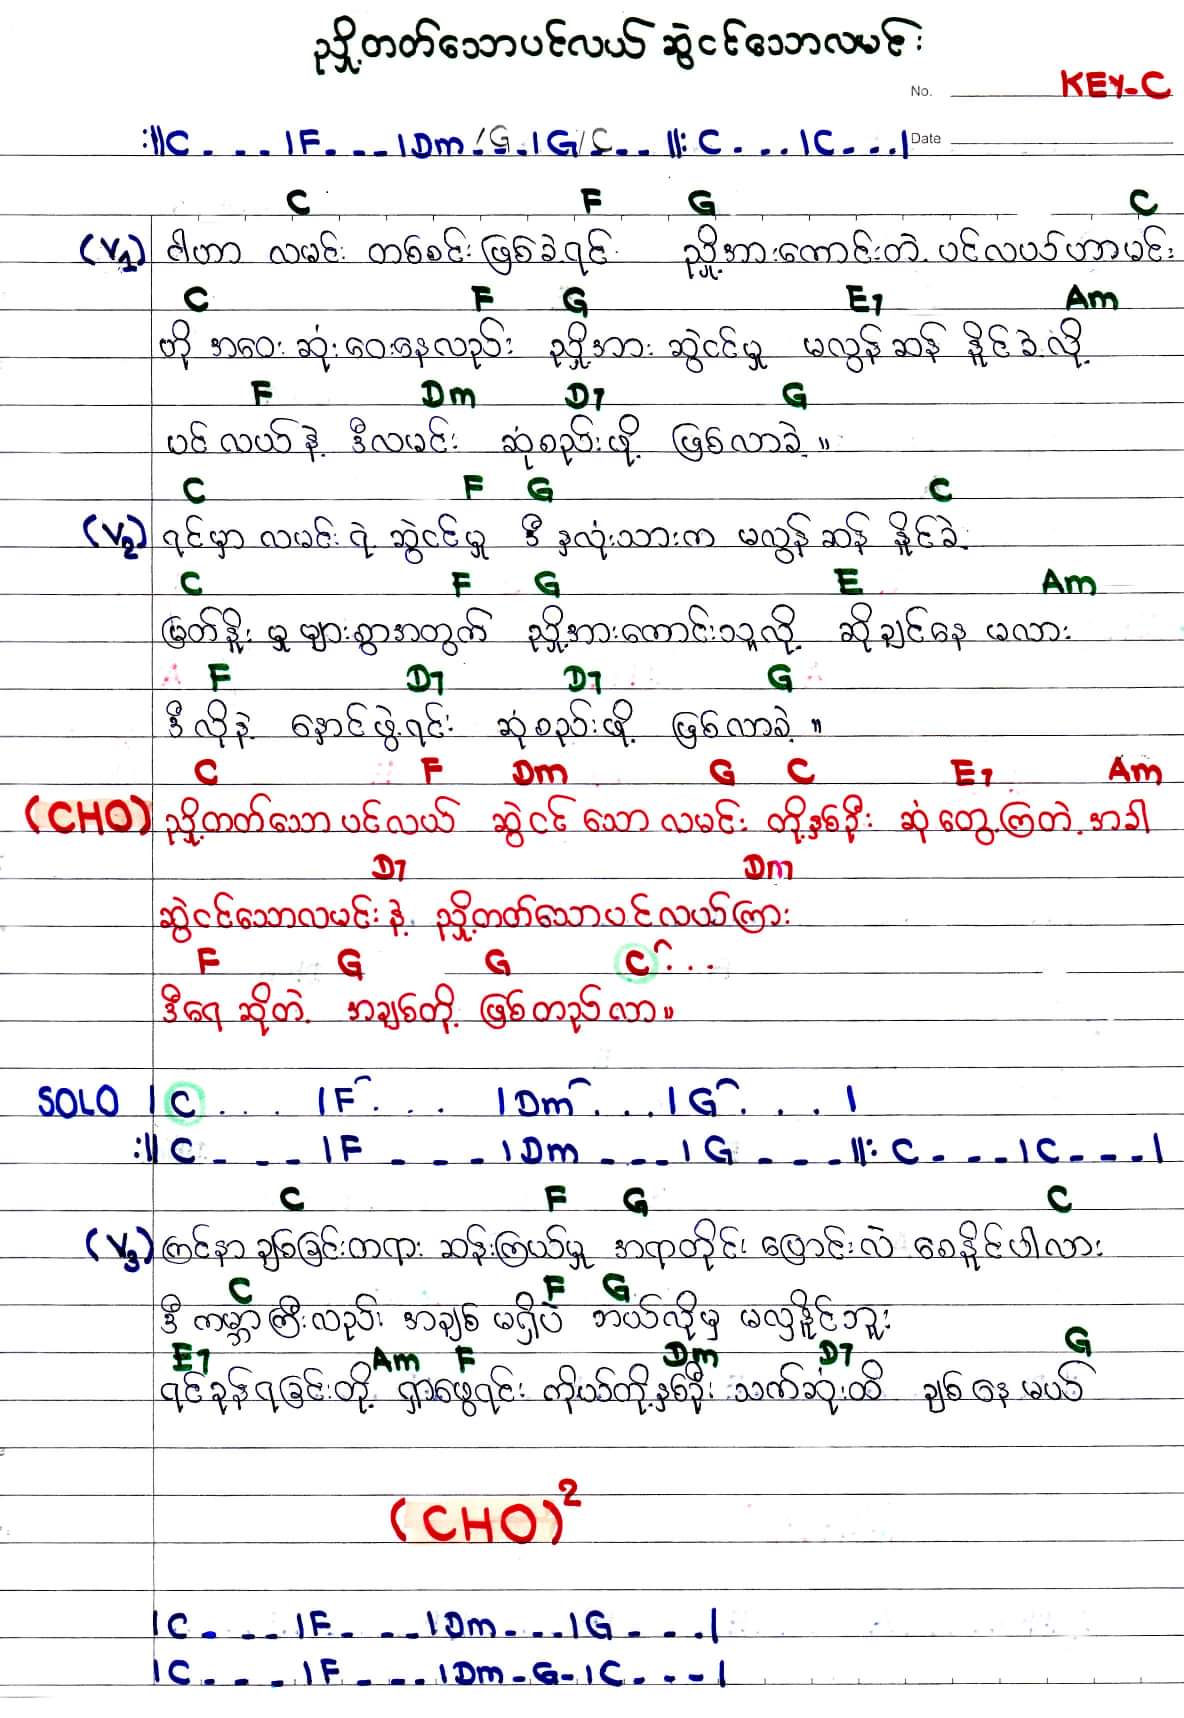 ညှို့တတ်သောပင်လယ် ဆွဲငင်သောလမင်း
No. KEY-C
:||C . - - -|F. - - -|Dm -/G.-|G/C. - -||: C - . . .|C - . . .| Date
C F G C
(V1) ငါဟာ လမင်း တစ်စင်း ဖြစ်ခဲ့ရင် ညှို့အားကောင်းတဲ့ ပင်လယ်ဟာမင်း
C F G E7 Am
တို့ အဝေး ဆုံး ဝေးနေလည်း ညှို့အား ဆွဲငင်မှု မလွန်ဆန် နိုင်ခဲ့လို့
F Dm D7 G
ပင်လယ်နဲ့ ဒီလမင်း ဆုံစည်းဖို့ ဖြစ်လာခဲ့ ။
C F G C
(V2) ရင်မှာ လမင်း ရဲ့ ဆွဲငင်မှု ဒီ နှလုံးသားက မလွန်ဆန် နိုင်ခဲ့
C F G E Am
မြတ်နိုး မှု များစွာအတွက် ညှို့အားကောင်းသူလို့ ဆိုချင်နေ မလား
F D7 D7 G
ဒီလိုနဲ့ နှောင်ဖွဲ့ရင်း ဆုံစည်းဖို့ ဖြစ်လာခဲ့ ။
C F Dm G C E7 Am
(CHO) ညှို့တတ်သော ပင်လယ် ဆွဲငင် သော လမင်း တို့နှစ်ဦး ဆုံ တွေ့ကြတဲ့ အခါ
D7 Dm
ဆွဲငင်သောလမင်း နဲ့ ညှို့တတ်သောပင်လယ်ကြား
F G G C . . .
ဒီရေ ဆိုတဲ့ အချစ်တို့ ဖြစ်တည်လာ။
SOLO |C . . . . |F . . . |Dm . . . |G . . . . |
:||C - - - -|F - - - -|Dm - - -|G - - - -||: C - - - -|C - - - -|
C F G C
(V3) ကြင်နာ ချစ်ခြင်းတရား ဆန်းကြယ်မှု အရာတိုင်း ပြောင်းလဲ စေနိုင်ပါလား
C F G
ဒီ ကမ္ဘာကြီးလည်း အချစ် မရှိပဲ ဘယ်လိုမှ မလှနိုင်ဘူး
E7 Am F Dm D7 G
ရင်ခုန်ရခြင်းတို့ ရှာဖွေရင်း ကိုယ်တို့နှစ်ဦး သက်ဆုံးထိ ချစ်နေမယ်
(CHO)²
|C - - - -|F - - - -|Dm - - -|G - - - -|
|C - - - -|F - - - -|Dm - G - |C - - - -|